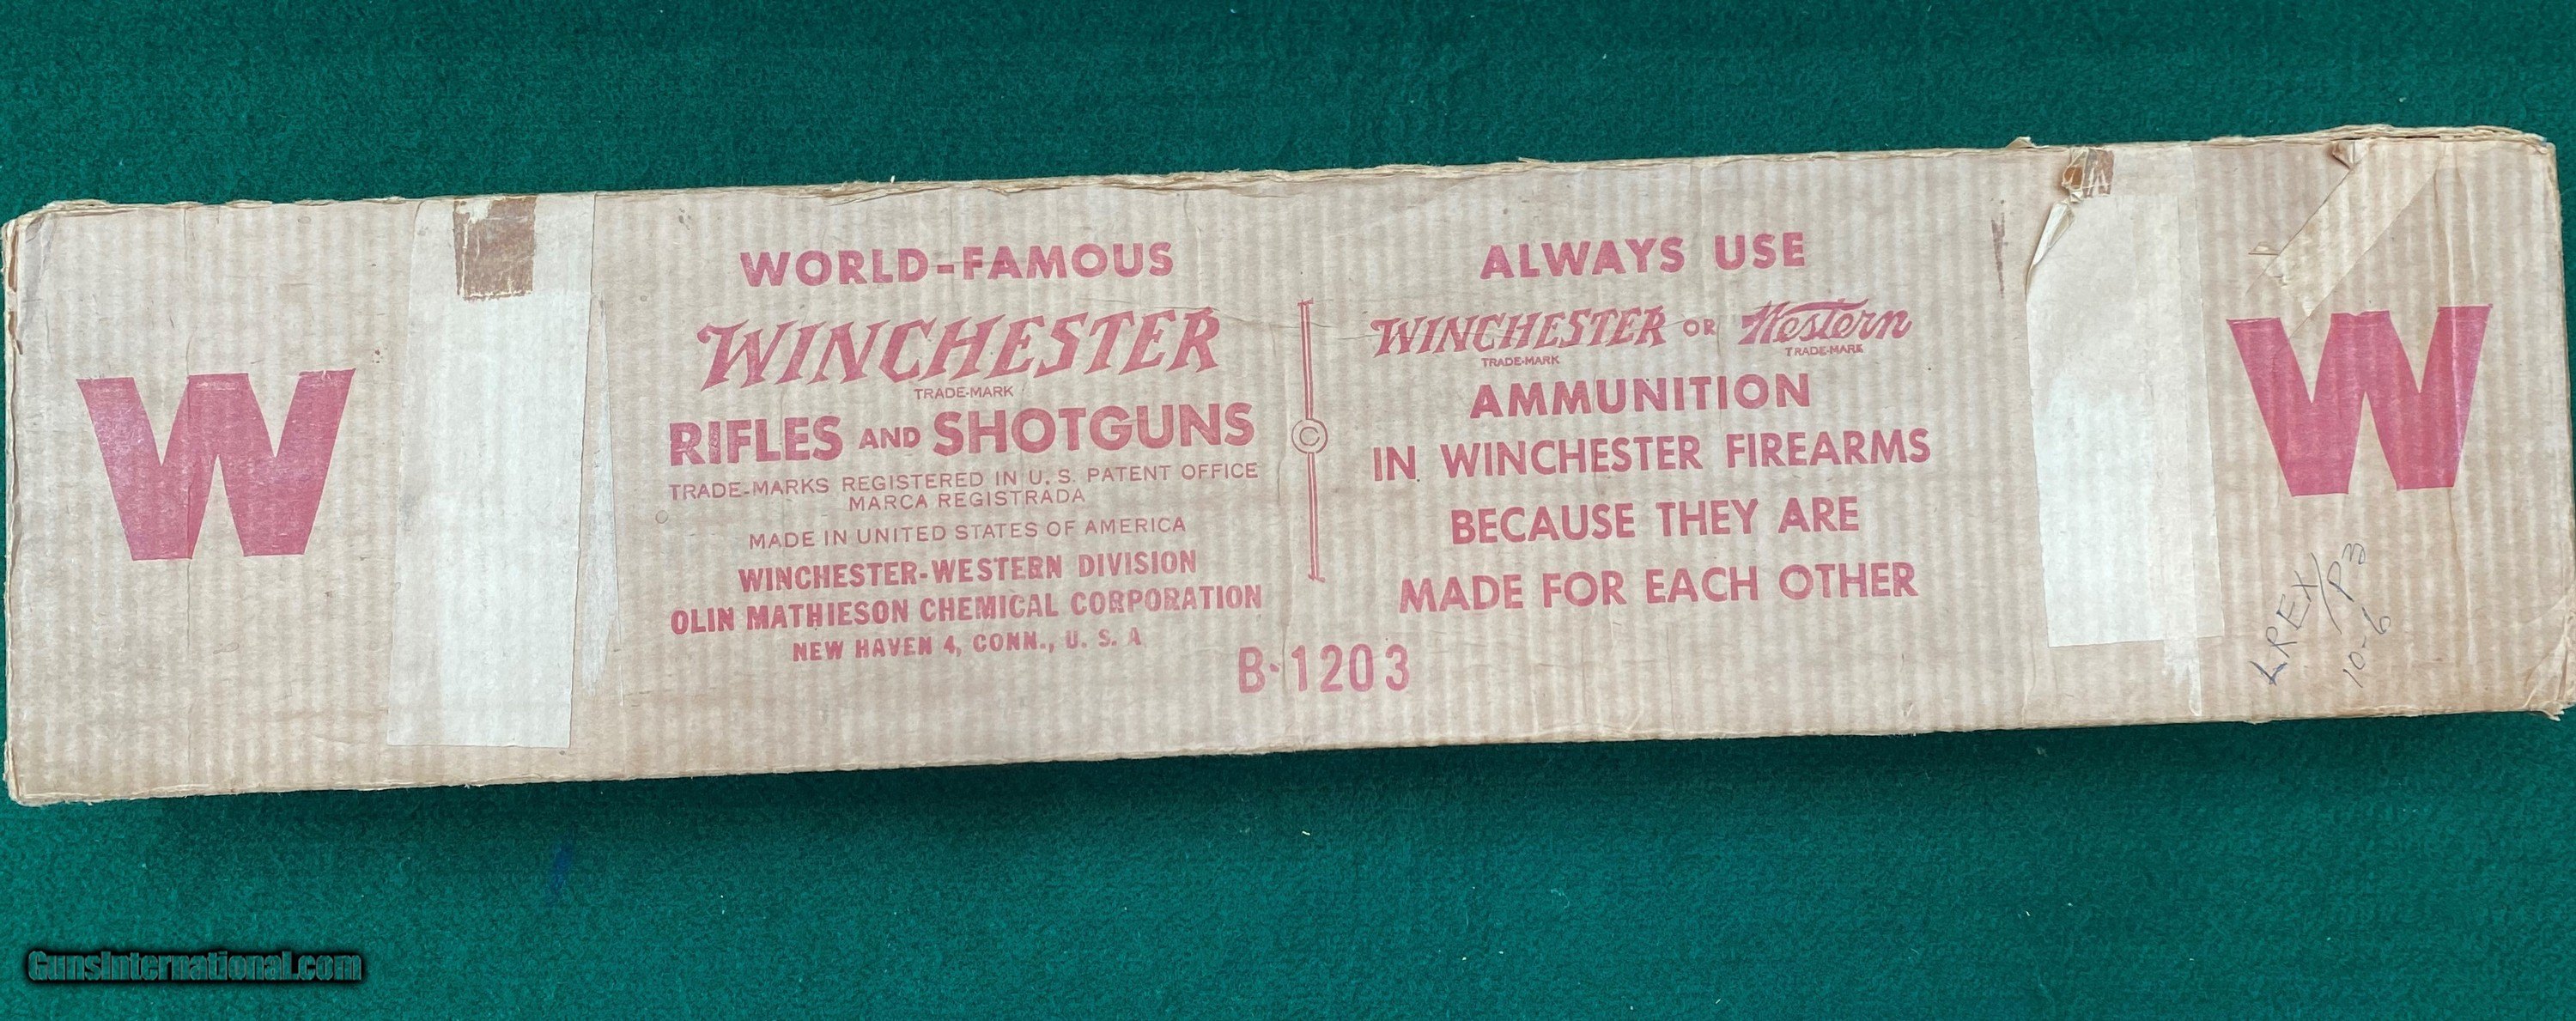 W
WORLD-FAMOUS
WINCHESTER
TRADE-MARK
RIFLES AND SHOTGUNS
TRADE-MARKS REGISTERED IN U. S. PATENT OFFICE
MARCA REGISTRADA
MADE IN UNITED STATES OF AMERICA
WINCHESTER-WESTERN DIVISION
OLIN MATHIESON CHEMICAL CORPORATION
NEW HAVEN 4, CONN., U. S. A
©
ALWAYS USE
WINCHESTER OR Western
TRADE-MARK TRADE-MARK
AMMUNITION
IN WINCHESTER FIREARMS
BECAUSE THEY ARE
MADE FOR EACH OTHER
B-1203
W
10-6
GunsInternational.com